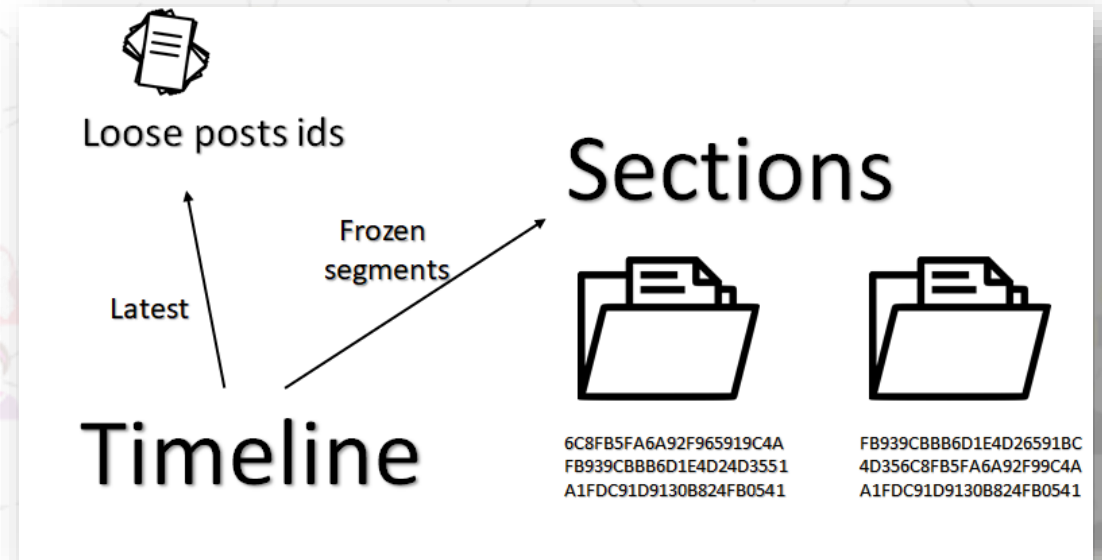 Loose posts ids
Sections
Frozen
segments
Latest
Timeline
6C8FB5FA6A92F965919C4A
FB939CBBB6D1E4D24D3551
A1FDC91D9130B824FB0541
FB939CBBB6D1E4D26591BC
4D356C8FB5FA6A92F99C4A
A1FDC91D9130B824FB0541